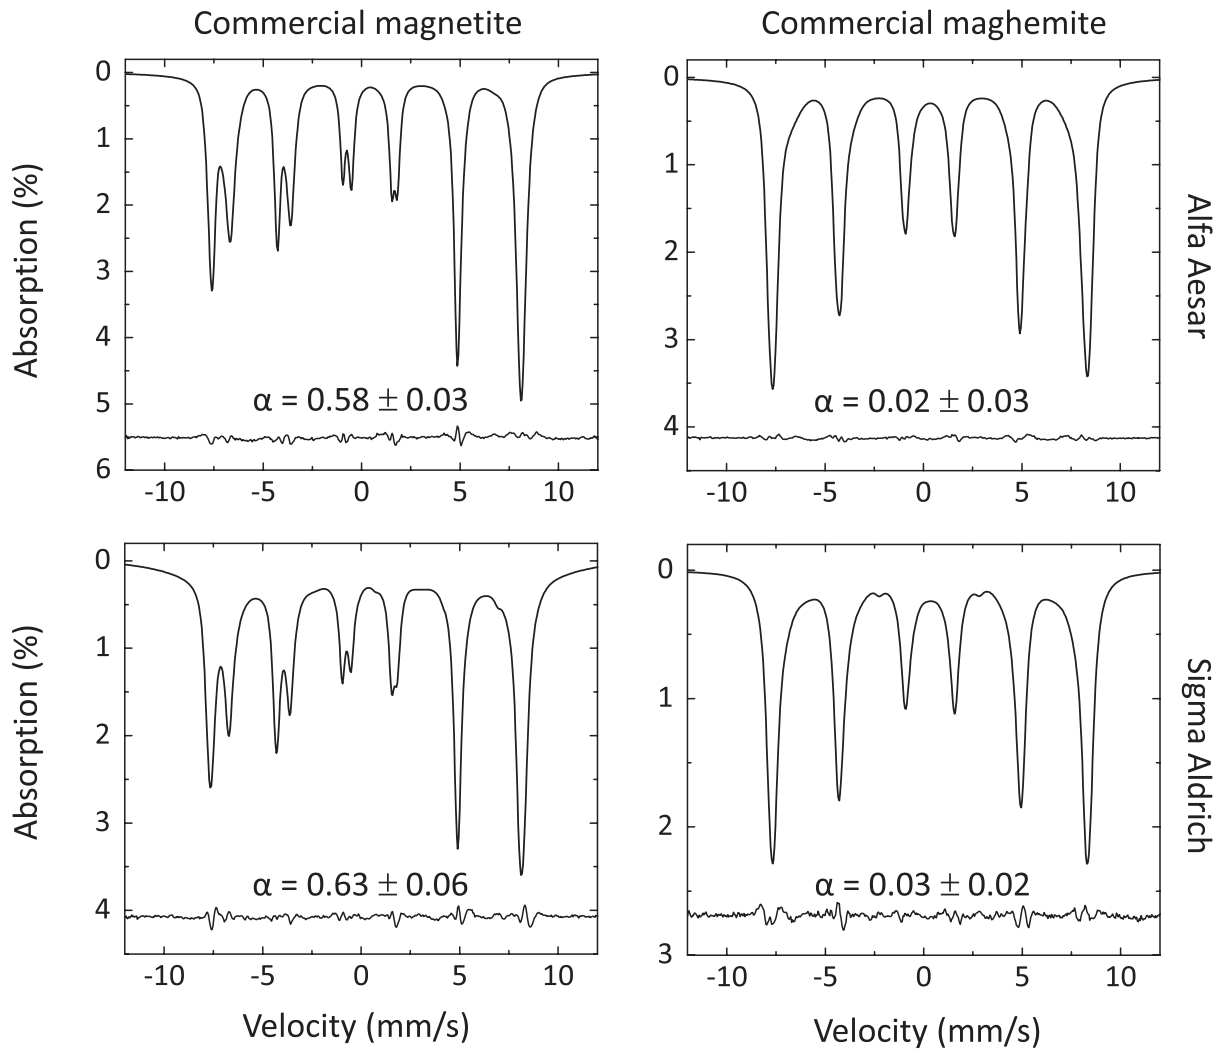 Commercial magnetite
Commercial maghemite
0
1
2
3
4
5
6
Absorption (%)
α = 0.58 ± 0.03
-10 -5 0 5 10
0
1
2
3
4
α = 0.02 ± 0.03
-10 -5 0 5 10
Alfa Aesar
0
1
2
3
4
Absorption (%)
α = 0.63 ± 0.06
-10 -5 0 5 10
Velocity (mm/s)
0
1
2
3
α = 0.03 ± 0.02
-10 -5 0 5 10
Velocity (mm/s)
Sigma Aldrich